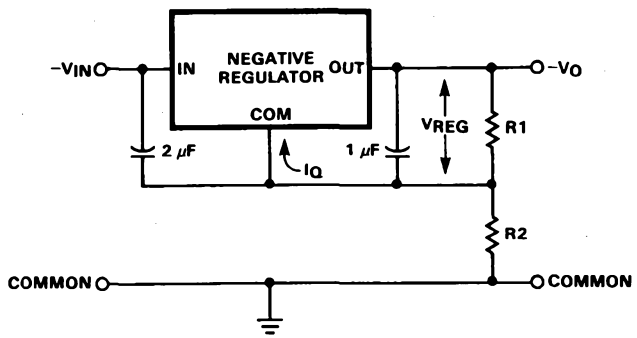 NEGATIVE
REGULATOR
-VIN
IN
OUT
-VO
COM
VREG
R1
2 μF
IQ
1 μF
R2
COMMON
COMMON